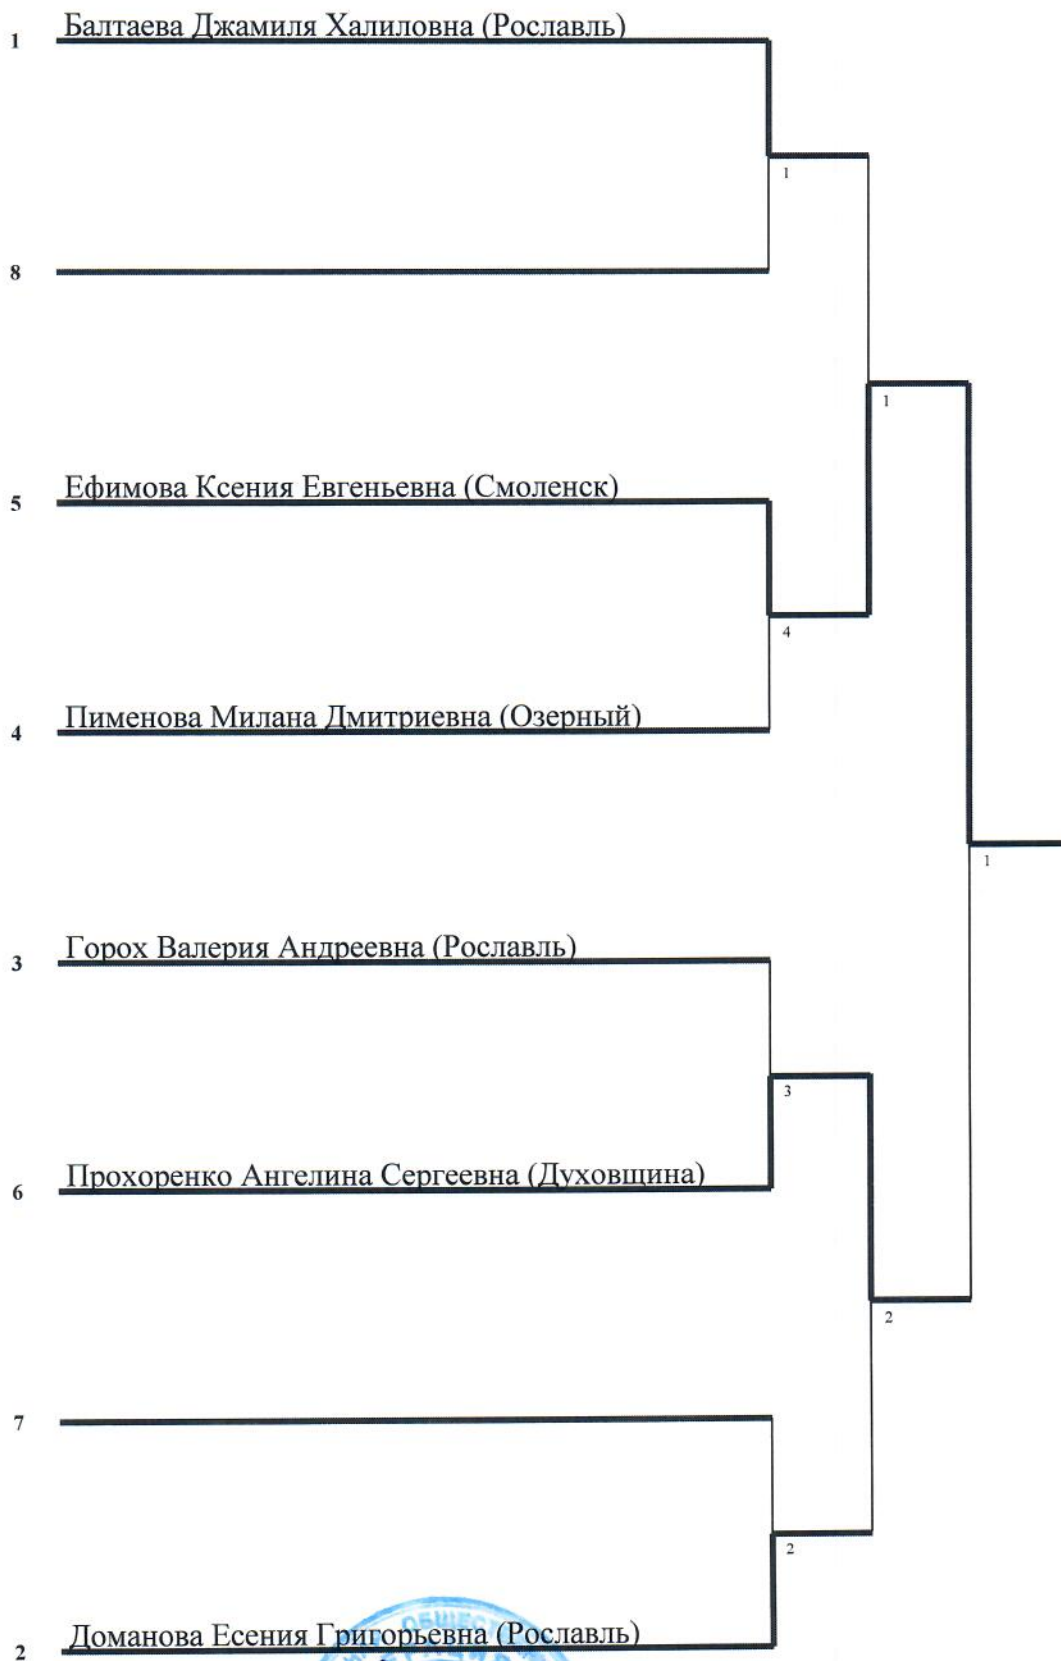 1 Балтаева Джамиля Халиловна (Рославль)
1
8
1
5 Ефимова Ксения Евгеньевна (Смоленск)
4
4 Пименова Милана Дмитриевна (Озерный)
1
3 Горох Валерия Андреевна (Рославль)
3
6 Прохоренко Ангелина Сергеевна (Духовщина)
2
7
2
2 Доманова Есения Григорьевна (Рославль)